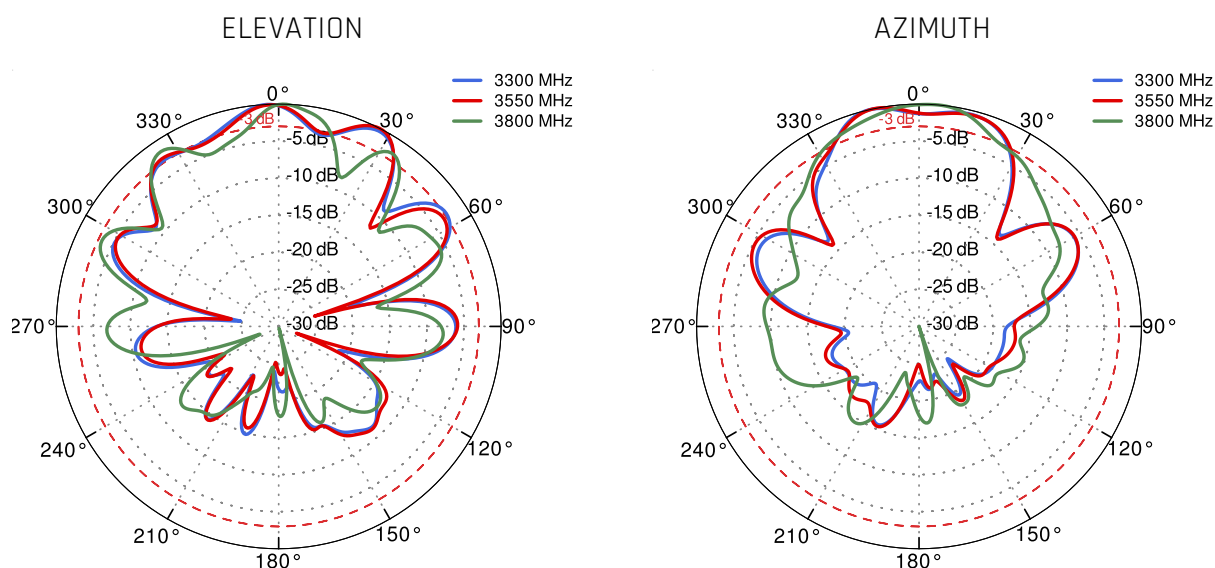 ELEVATION
3300 MHz
3550 MHz
3800 MHz
0°
-3 dB
330°
30°
-5 dB
-10 dB
300°
60°
-15 dB
-20 dB
-25 dB
270°
-30 dB
90°
240°
120°
210°
150°
180°
AZIMUTH
3300 MHz
3550 MHz
3800 MHz
0°
-3 dB
330°
30°
-5 dB
-10 dB
300°
60°
-15 dB
-20 dB
-25 dB
270°
-30 dB
90°
240°
120°
210°
150°
180°